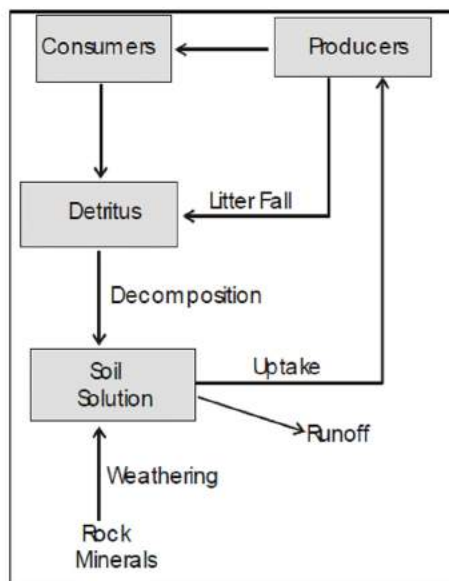 Consumers
Producers
Detritus
Litter Fall
Decomposition
Soil
Solution
Uptake
Runoff
Weathering
Rock
Minerals